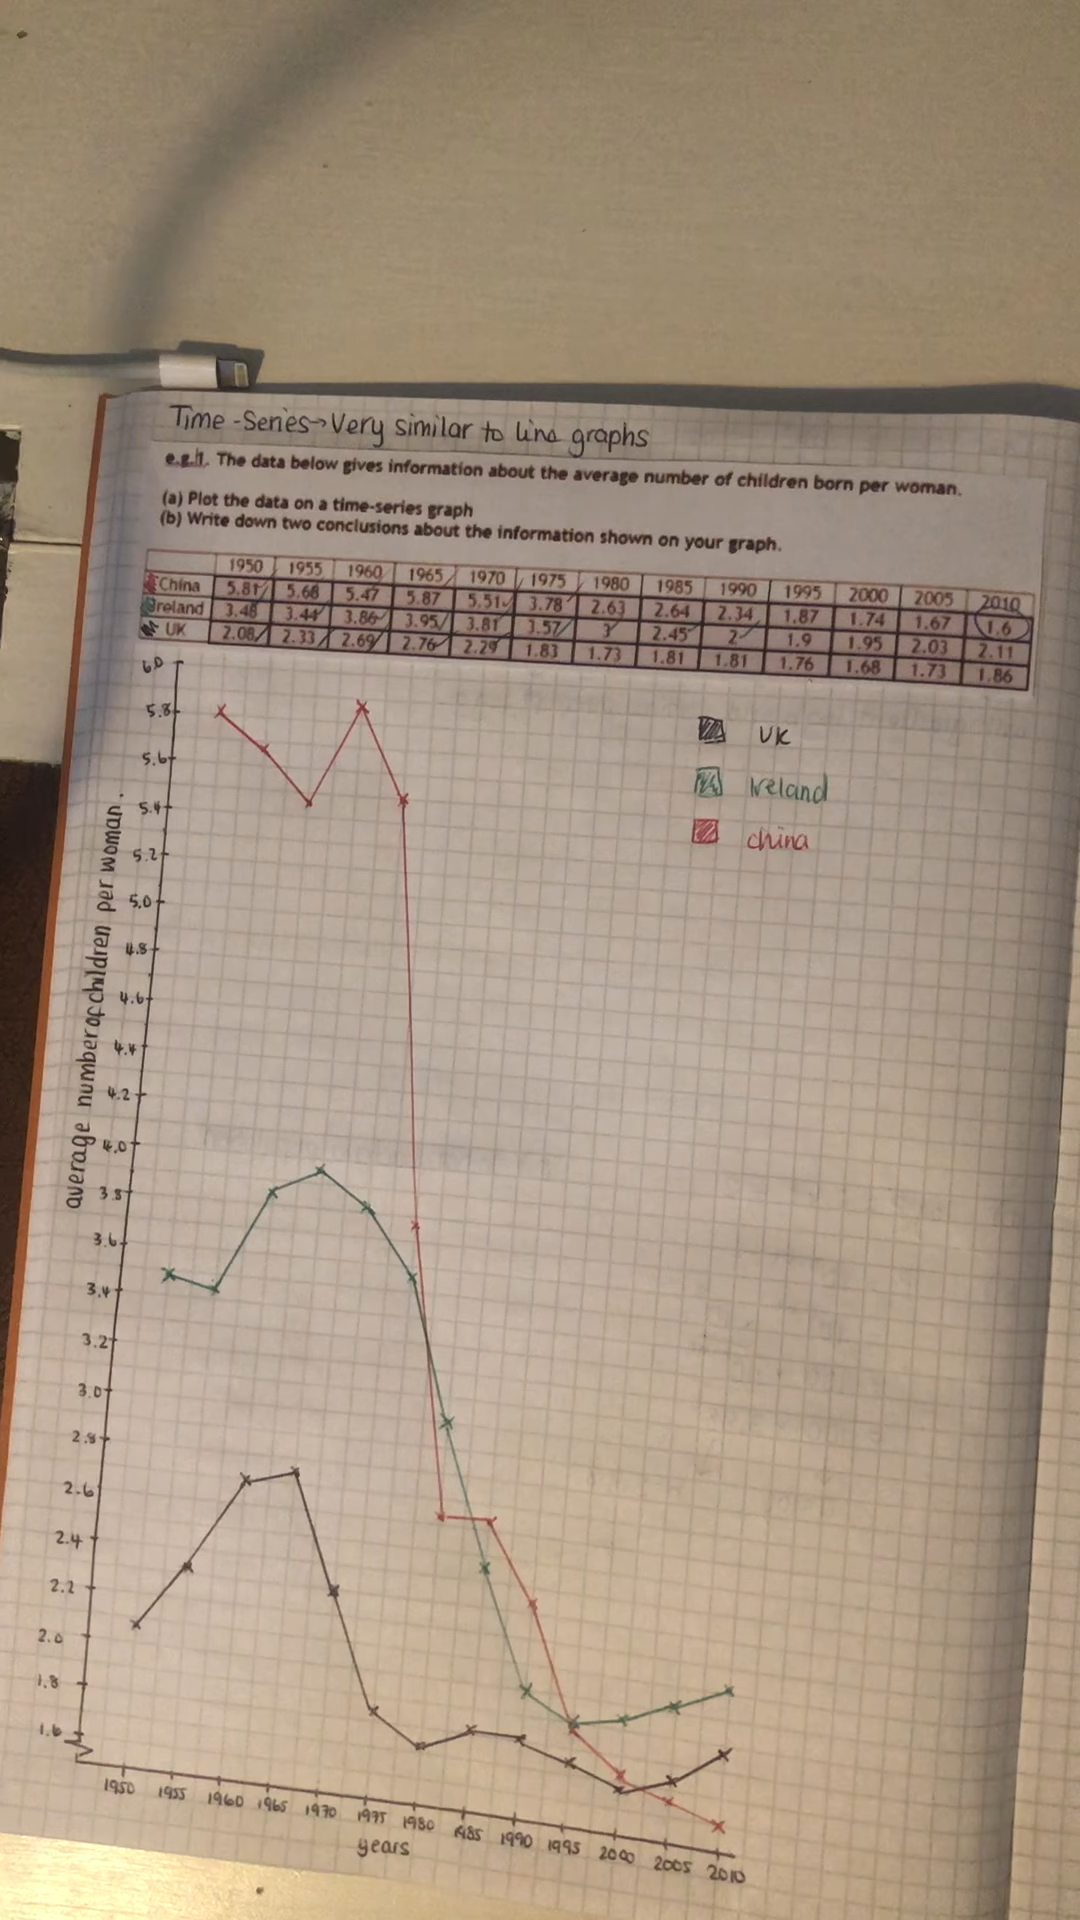 Time-Series→Very similar to line graphs
e.g.1. The data below gives information about the average number of children born per woman.
(a) Plot the data on a time-series graph
(b) Write down two conclusions about the information shown on your graph.
1950 1955 1960 1965 1970 1975 1980 1985 1990 1995 2000 2005 2010
China 5.81 5.68 5.47 5.87 5.51 3.78 2.63 2.64 2.34 1.87 1.74 1.67 1.6
Ireland 3.48 3.44 3.86 3.95 3.81 3.57 3 2.45 2 1.9 1.95 2.03 2.11
UK 2.08 2.33 2.69 2.76 2.29 1.83 1.73 1.81 1.81 1.76 1.68 1.73 1.86
UK
Ireland
china
average number of children per woman.
6.0
5.8
5.6
5.4
5.2
5.0
4.8
4.6
4.4
4.2
4.0
3.8
3.6
3.4
3.2
3.0
2.8
2.6
2.4
2.2
2.0
1.8
1.6
1950 1955 1960 1965 1970 1975 1980 1985 1990 1995 2000 2005 2010
years